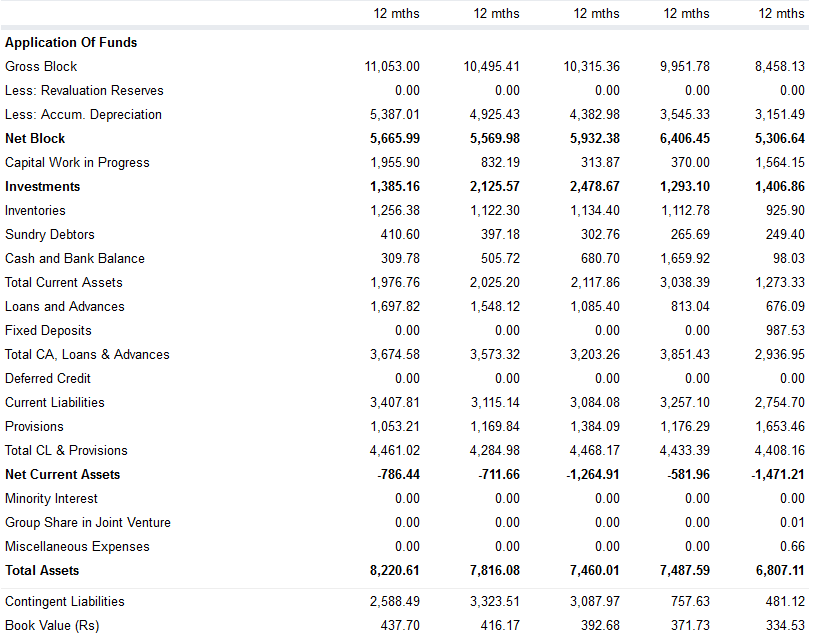 12 mths 12 mths 12 mths 12 mths 12 mths
Application Of Funds
Gross Block 11,053.00 10,495.41 10,315.36 9,951.78 8,458.13
Less: Revaluation Reserves 0.00 0.00 0.00 0.00 0.00
Less: Accum. Depreciation 5,387.01 4,925.43 4,382.98 3,545.33 3,151.49
Net Block 5,665.99 5,569.98 5,932.38 6,406.45 5,306.64
Capital Work in Progress 1,955.90 832.19 313.87 370.00 1,564.15
Investments 1,385.16 2,125.57 2,478.67 1,293.10 1,406.86
Inventories 1,256.38 1,122.30 1,134.40 1,112.78 925.90
Sundry Debtors 410.60 397.18 302.76 265.69 249.40
Cash and Bank Balance 309.78 505.72 680.70 1,659.92 98.03
Total Current Assets 1,976.76 2,025.20 2,117.86 3,038.39 1,273.33
Loans and Advances 1,697.82 1,548.12 1,085.40 813.04 676.09
Fixed Deposits 0.00 0.00 0.00 0.00 987.53
Total CA, Loans & Advances 3,674.58 3,573.32 3,203.26 3,851.43 2,936.95
Deferred Credit 0.00 0.00 0.00 0.00 0.00
Current Liabilities 3,407.81 3,115.14 3,084.08 3,257.10 2,754.70
Provisions 1,053.21 1,169.84 1,384.09 1,176.29 1,653.46
Total CL & Provisions 4,461.02 4,284.98 4,468.17 4,433.39 4,408.16
Net Current Assets -786.44 -711.66 -1,264.91 -581.96 -1,471.21
Minority Interest 0.00 0.00 0.00 0.00 0.00
Group Share in Joint Venture 0.00 0.00 0.00 0.00 0.01
Miscellaneous Expenses 0.00 0.00 0.00 0.00 0.66
Total Assets 8,220.61 7,816.08 7,460.01 7,487.59 6,807.11
Contingent Liabilities 2,588.49 3,323.51 3,087.97 757.63 481.12
Book Value (Rs) 437.70 416.17 392.68 371.73 334.53